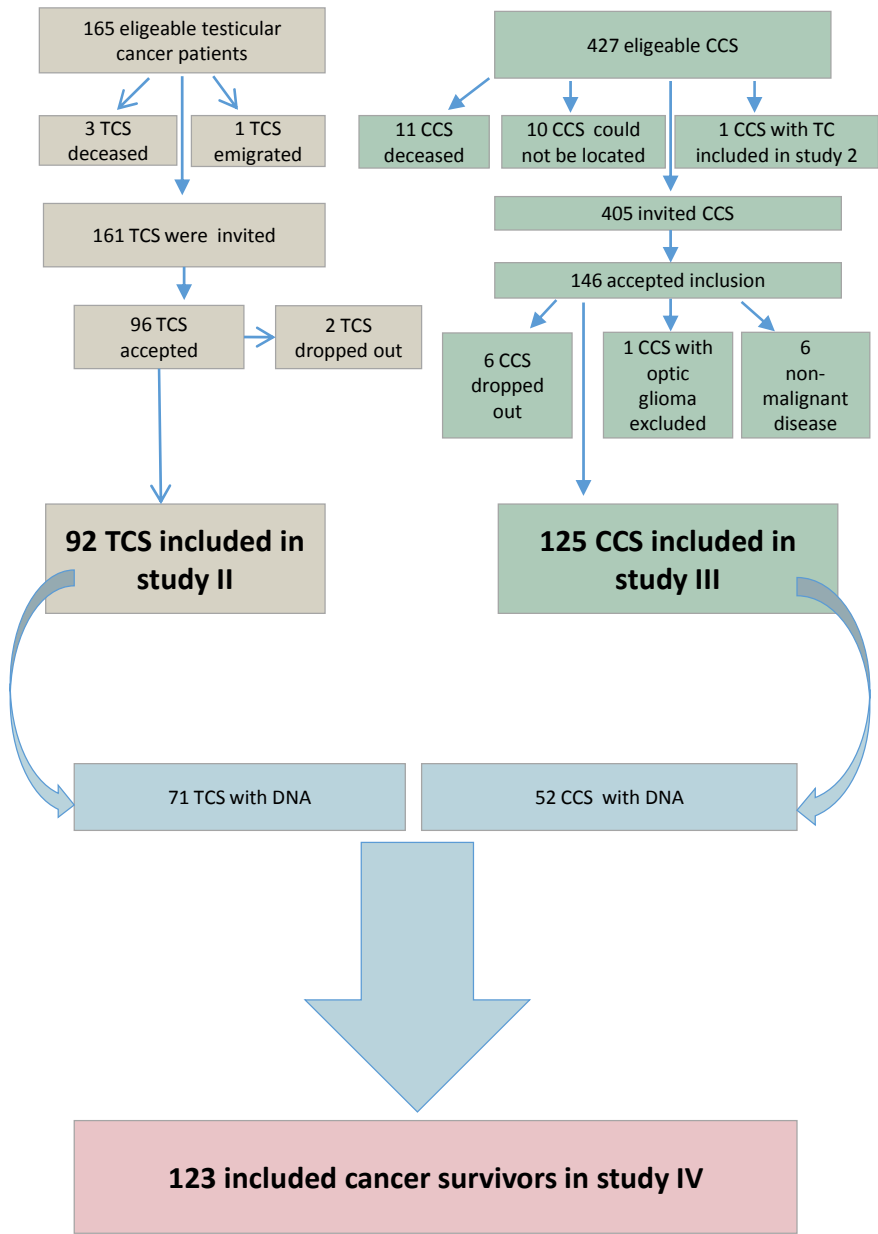 165 eligeable testicular
cancer patients
3 TCS
deceased
1 TCS
emigrated
161 TCS were invited
96 TCS
accepted
2 TCS
dropped out
92 TCS included in
study II
427 eligeable CCS
11 CCS
deceased
10 CCS could
not be located
1 CCS with TC
included in study 2
405 invited CCS
146 accepted inclusion
6 CCS
dropped
out
1 CCS with
optic
glioma
excluded
6
non-
malignant
disease
125 CCS included in
study III
71 TCS with DNA
52 CCS with DNA
123 included cancer survivors in study IV